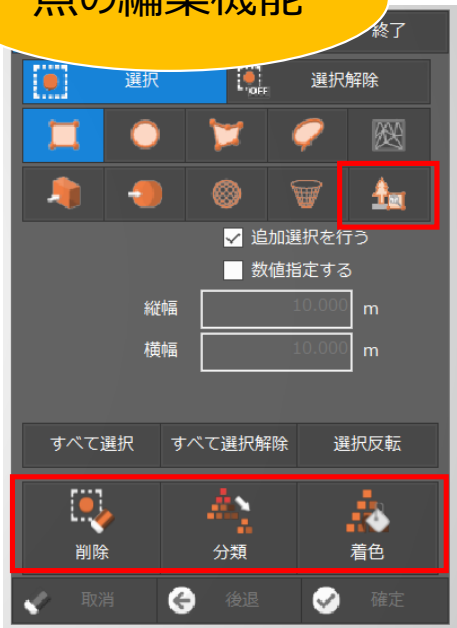 点の編集機能
終了
選択
OFF
選択解除
追加選択を行う
数値指定する
縦幅 10.000 m
横幅 10.000 m
すべて選択 すべて選択解除 選択反転
削除 分類 着色
取消 後退 確定